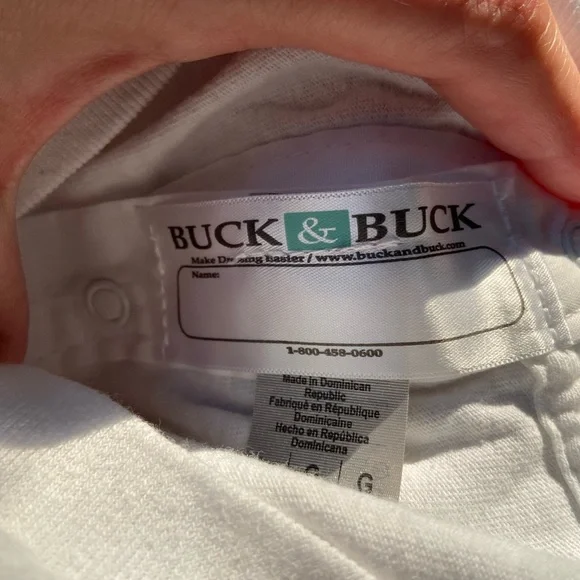 BUCK & BUCK
Make Dressing Easier / www.buckandbuck.com
Name:
1-800-458-0600
Made in Dominican
Republic
Fabriqué en République
Dominicaine
Hecho en República
Dominicana
G G